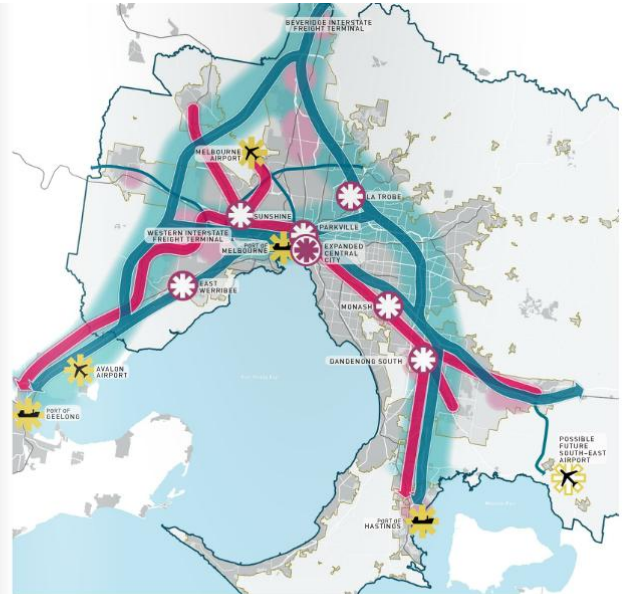 BEVERIDGE INTERSTATE
FREIGHT TERMINAL
MELBOURNE
AIRPORT
LA TROBE
SUNSHINE
PARKVILLE
WESTERN INTERSTATE
FREIGHT TERMINAL
PORT OF
MELBOURNE
EXPANDED
CENTRAL
CITY
EAST
WERRIBEE
MONASH
DANDENONG SOUTH
AVALON
AIRPORT
PORT OF
GEELONG
POSSIBLE
FUTURE
SOUTH-EAST
AIRPORT
PORT OF
HASTINGS